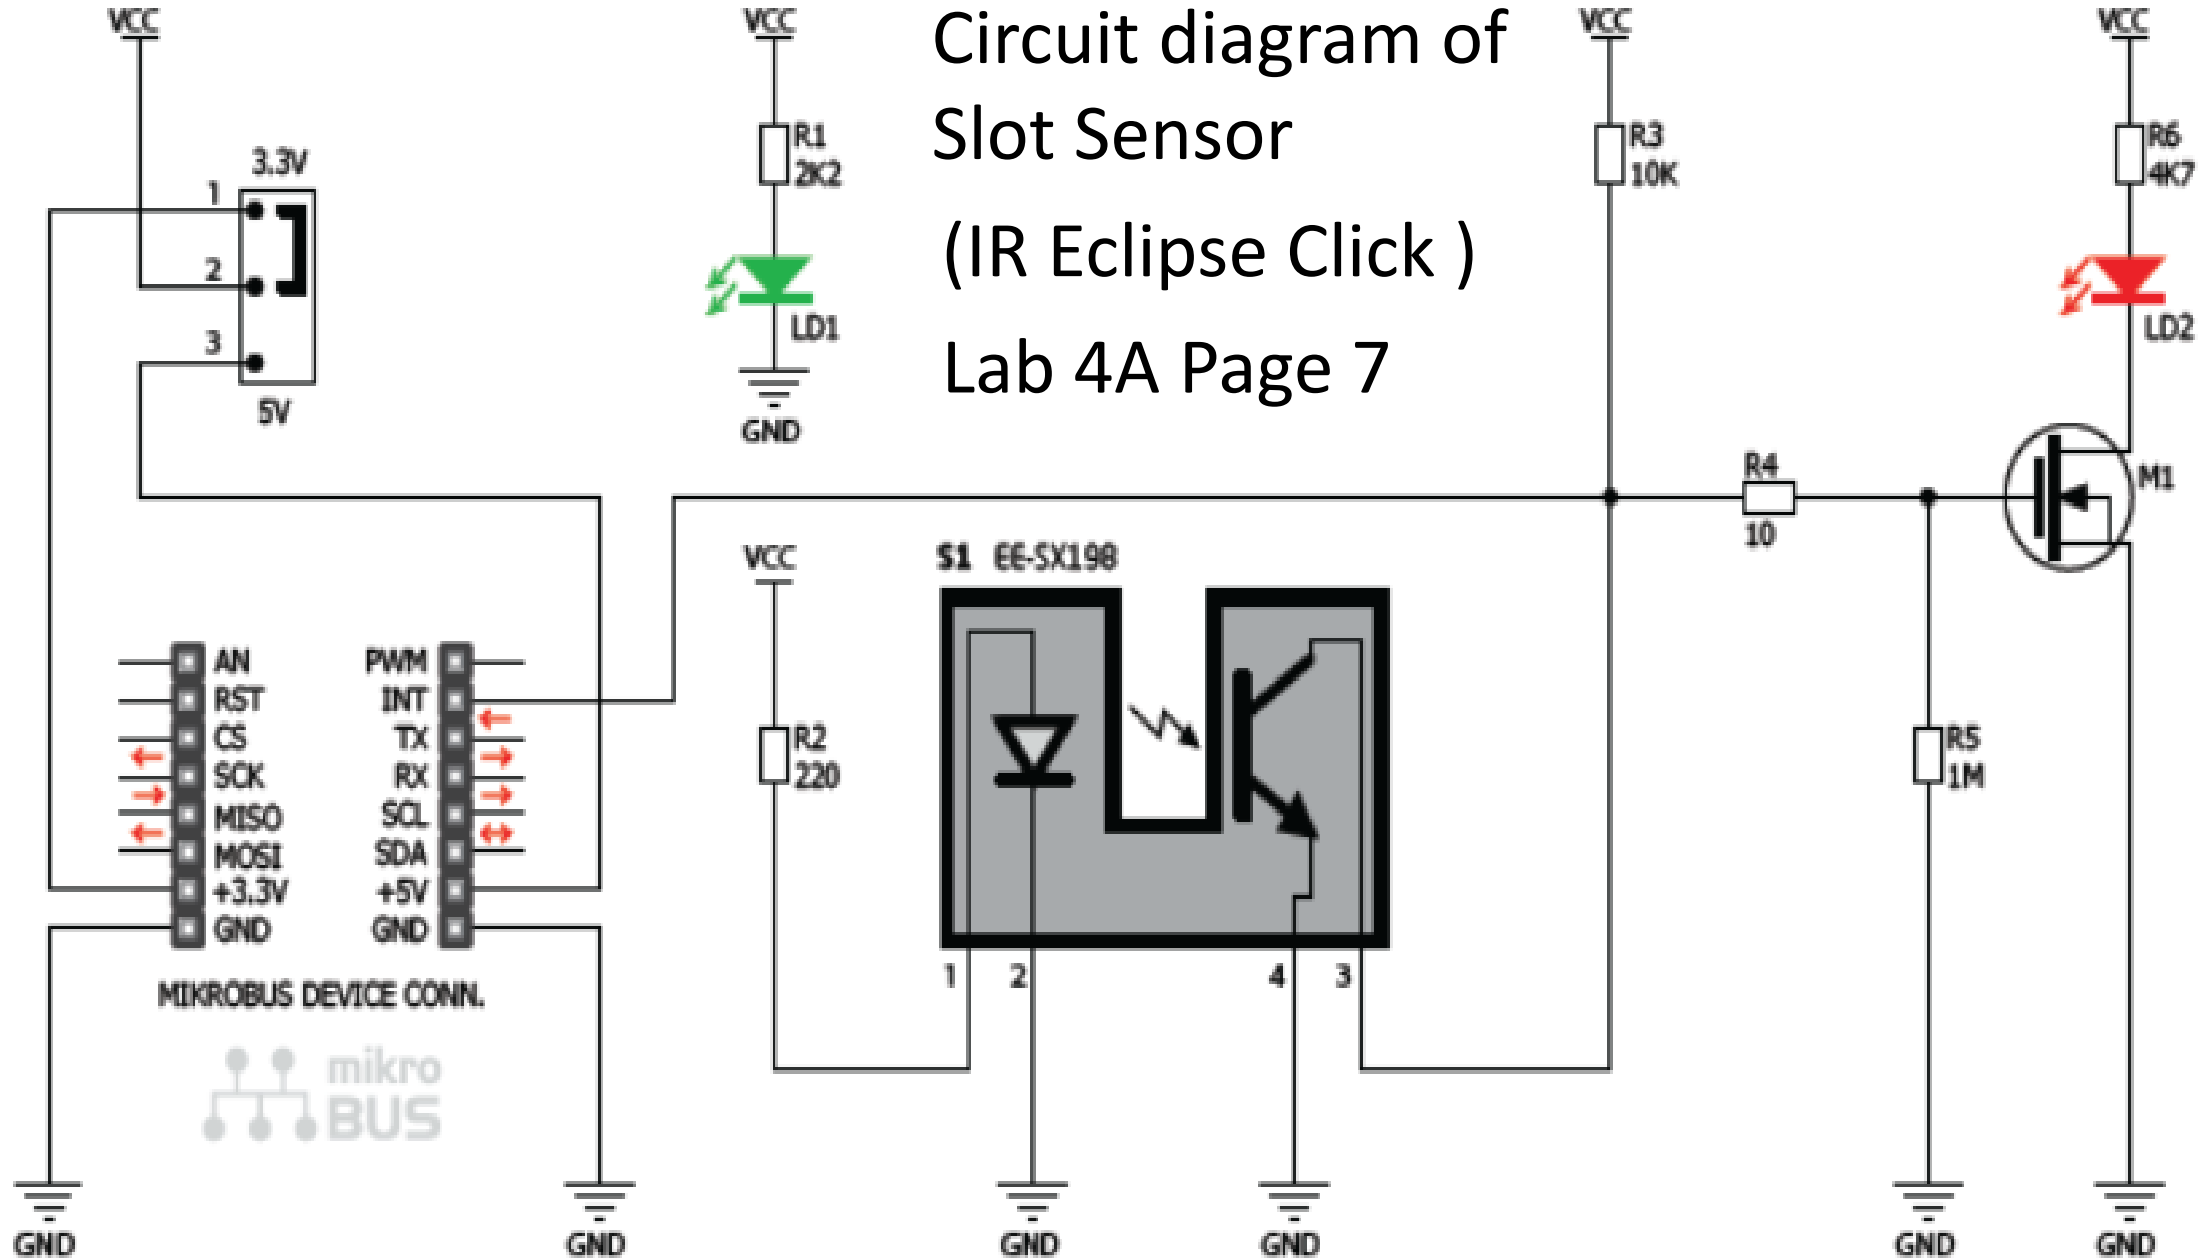 VCC
VCC
Circuit diagram of
Slot Sensor
(IR Eclipse Click )
Lab 4A Page 7
VCC
VCC
3.3V
1
2
3
5V
R1
2K2
LD1
GND
R3
10K
R6
4K7
LD2
R4
10
M1
VCC
S1 EE-SX198
R2
220
R5
1M
AN
RST
CS
SCK
MISO
MOSI
+3.3V
GND
PWM
INT
TX
RX
SCL
SDA
+5V
GND
1
2
4
3
MIKROBUS DEVICE CONN.
mikro
BUS
GND
GND
GND
GND
GND
GND